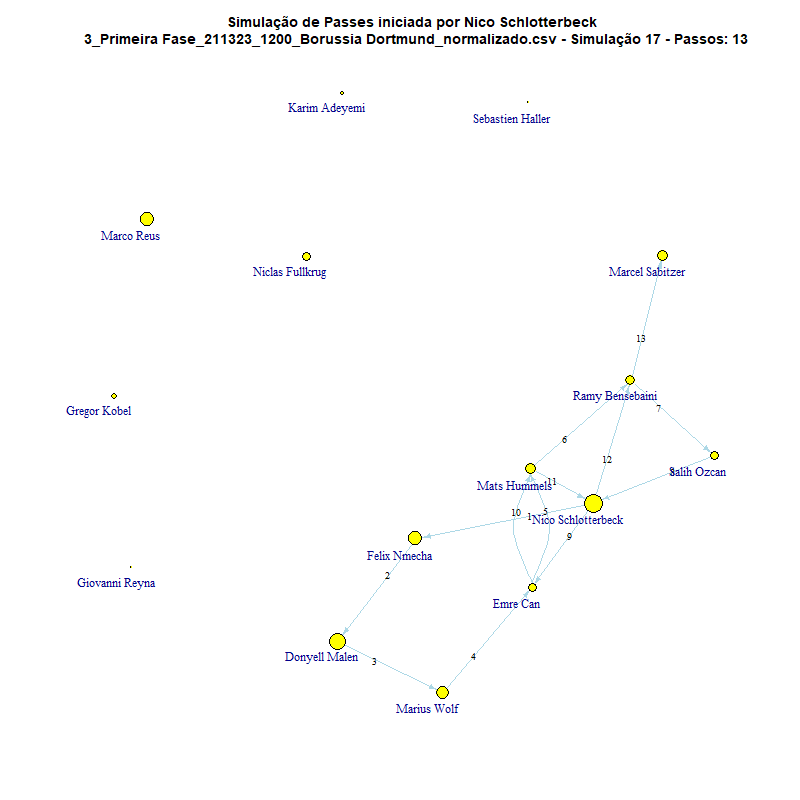 Simulação de Passes iniciada por Nico Schlotterbeck
3_Primeira Fase_211323_1200_Borussia Dortmund_normalizado.csv - Simulação 17 - Passos: 13
Karim Adeyemi
Sebastien Haller
Marco Reus
Niclas Fullkrug
Marcel Sabitzer
13
Ramy Bensebaini
Gregor Kobel
7
6
12
8
Salih Ozcan
11
Mats Hummels
10
1
5
Nico Schlotterbeck
9
Felix Nmecha
2
Giovanni Reyna
Emre Can
Donyell Malen
3
4
Marius Wolf